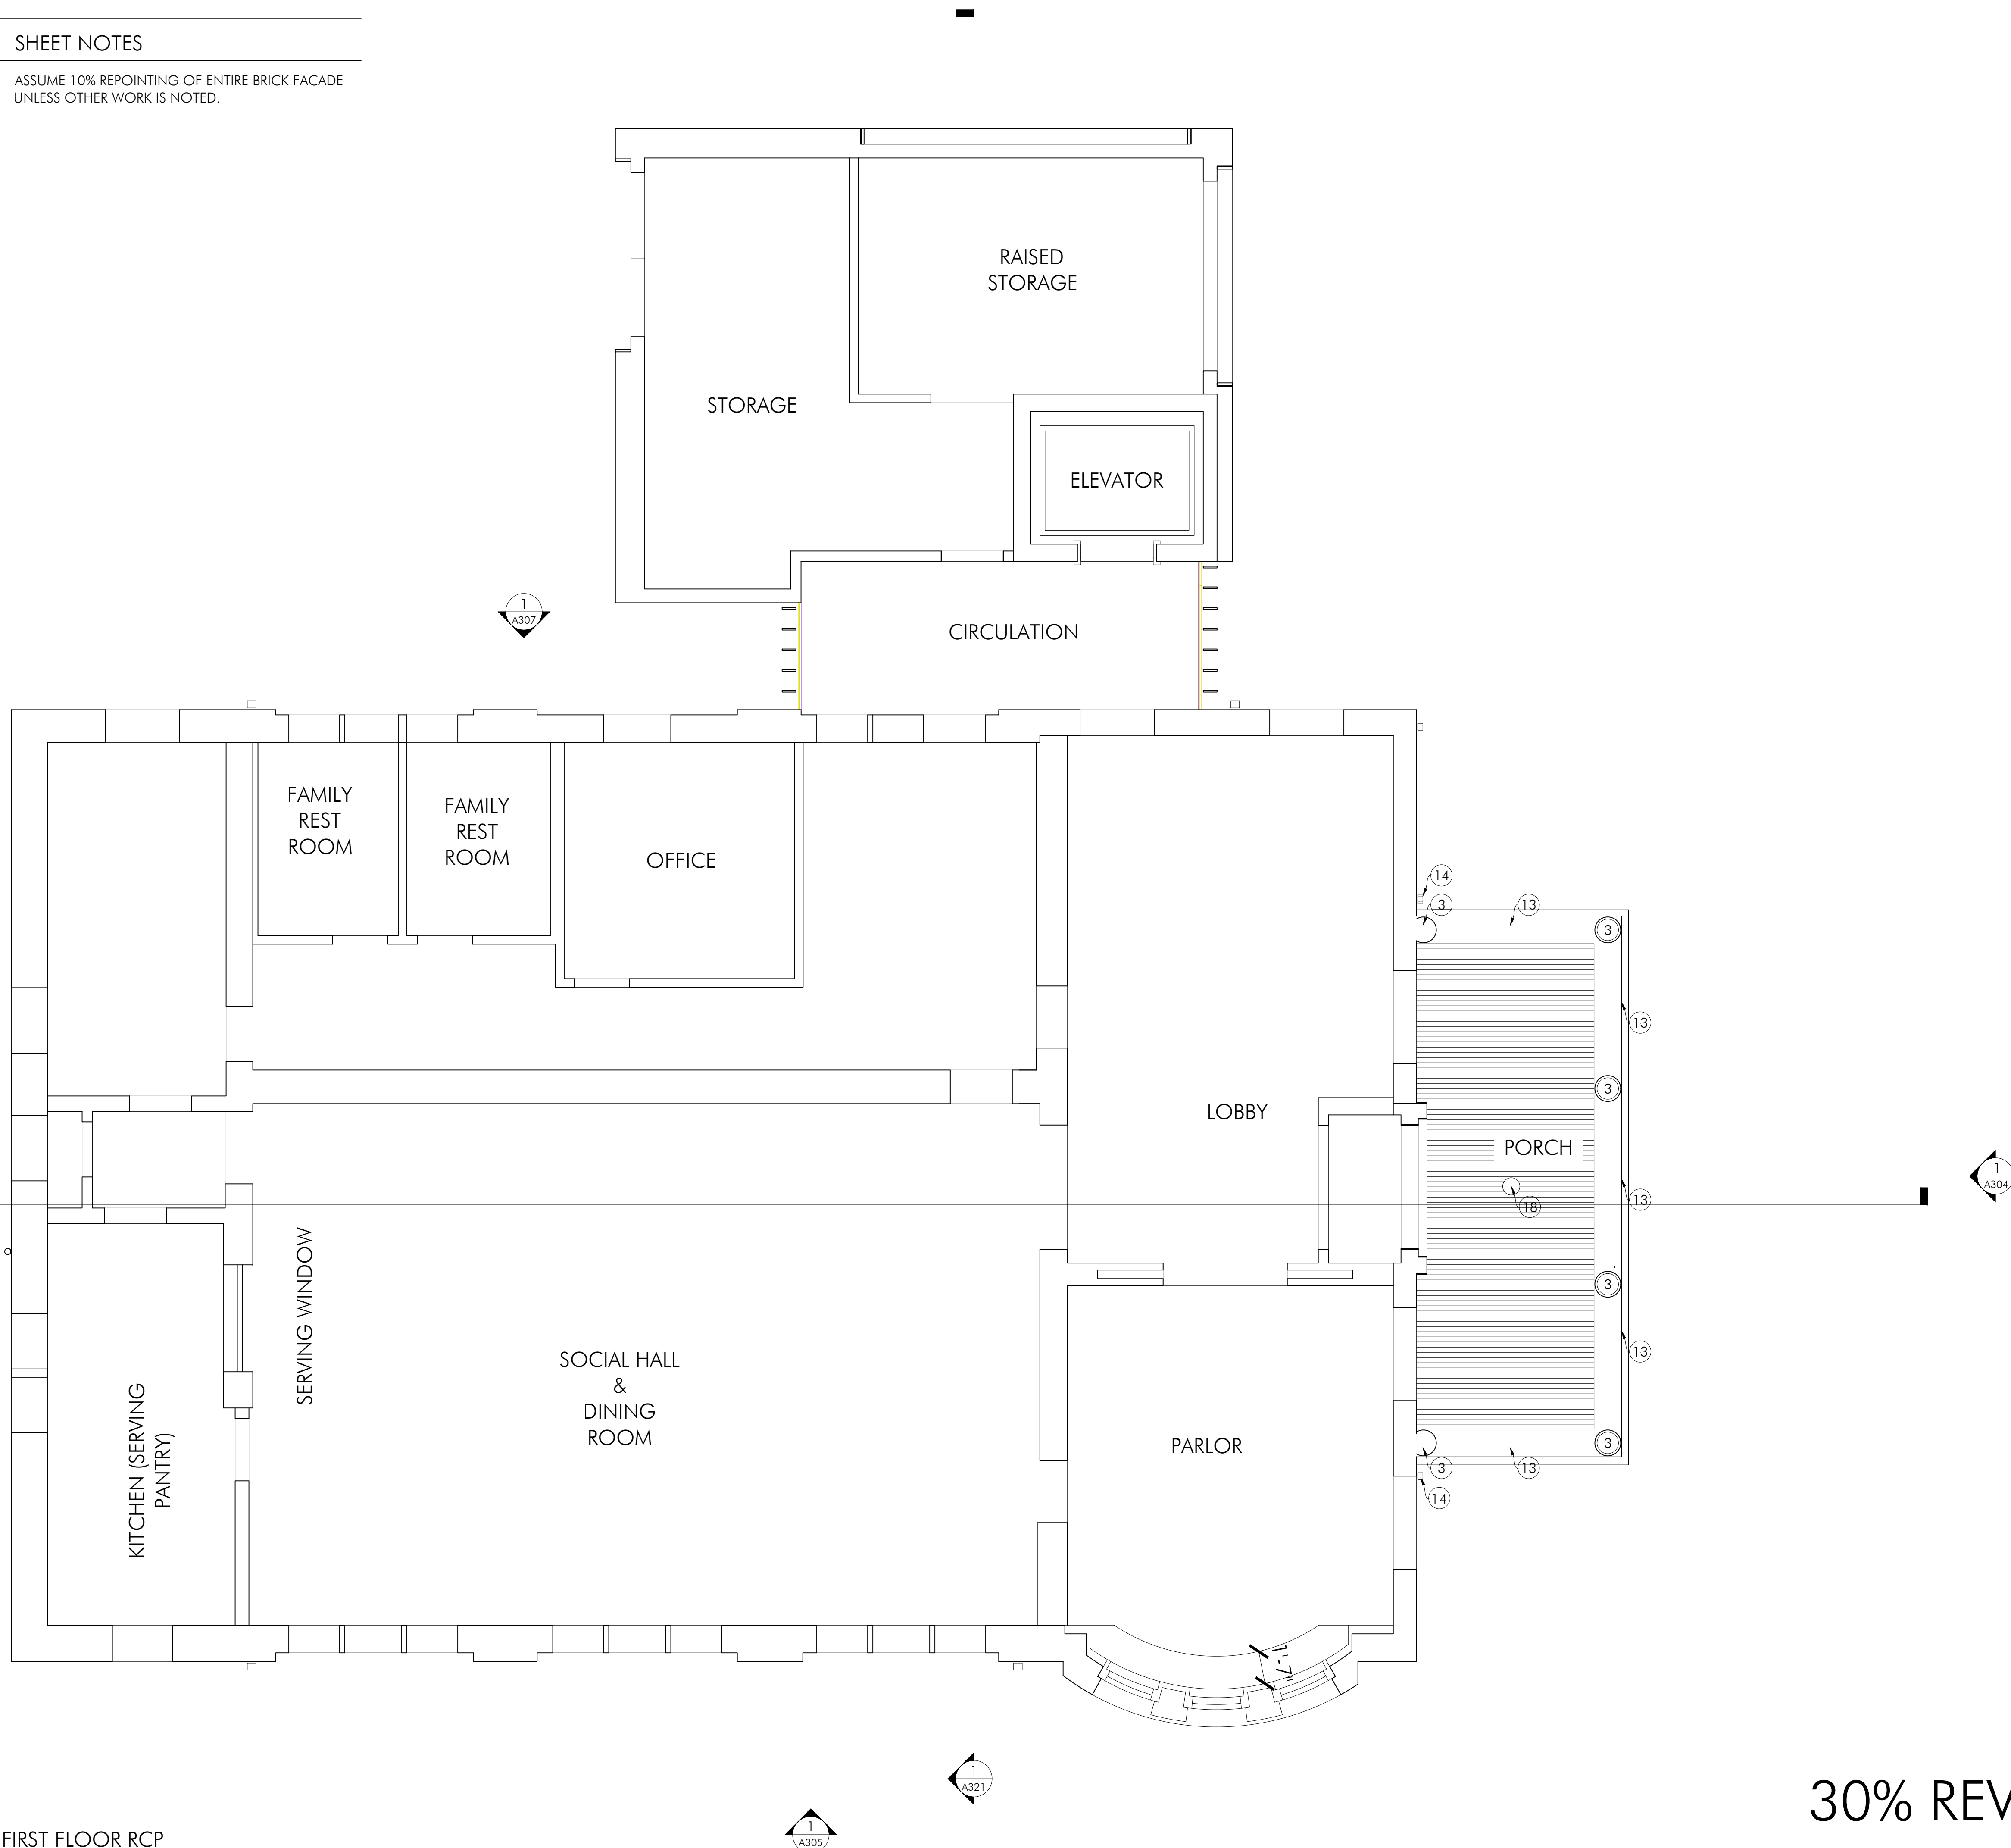 SHEET NOTES
ASSUME 10% REPOINTING OF ENTIRE BRICK FACADE
UNLESS OTHER WORK IS NOTED.
RAISED
STORAGE
STORAGE
ELEVATOR
1
A307
CIRCULATION
FAMILY
REST
ROOM
FAMILY
REST
ROOM
OFFICE
14
3
13
3
13
3
LOBBY
PORCH
1
A304
18
13
SERVING WINDOW
3
13
SOCIAL HALL
&
DINING
ROOM
KITCHEN (SERVING
PANTRY)
PARLOR
3
3
13
14
1'-7"
1
A321
30% REV
1
A305
FIRST FLOOR RCP